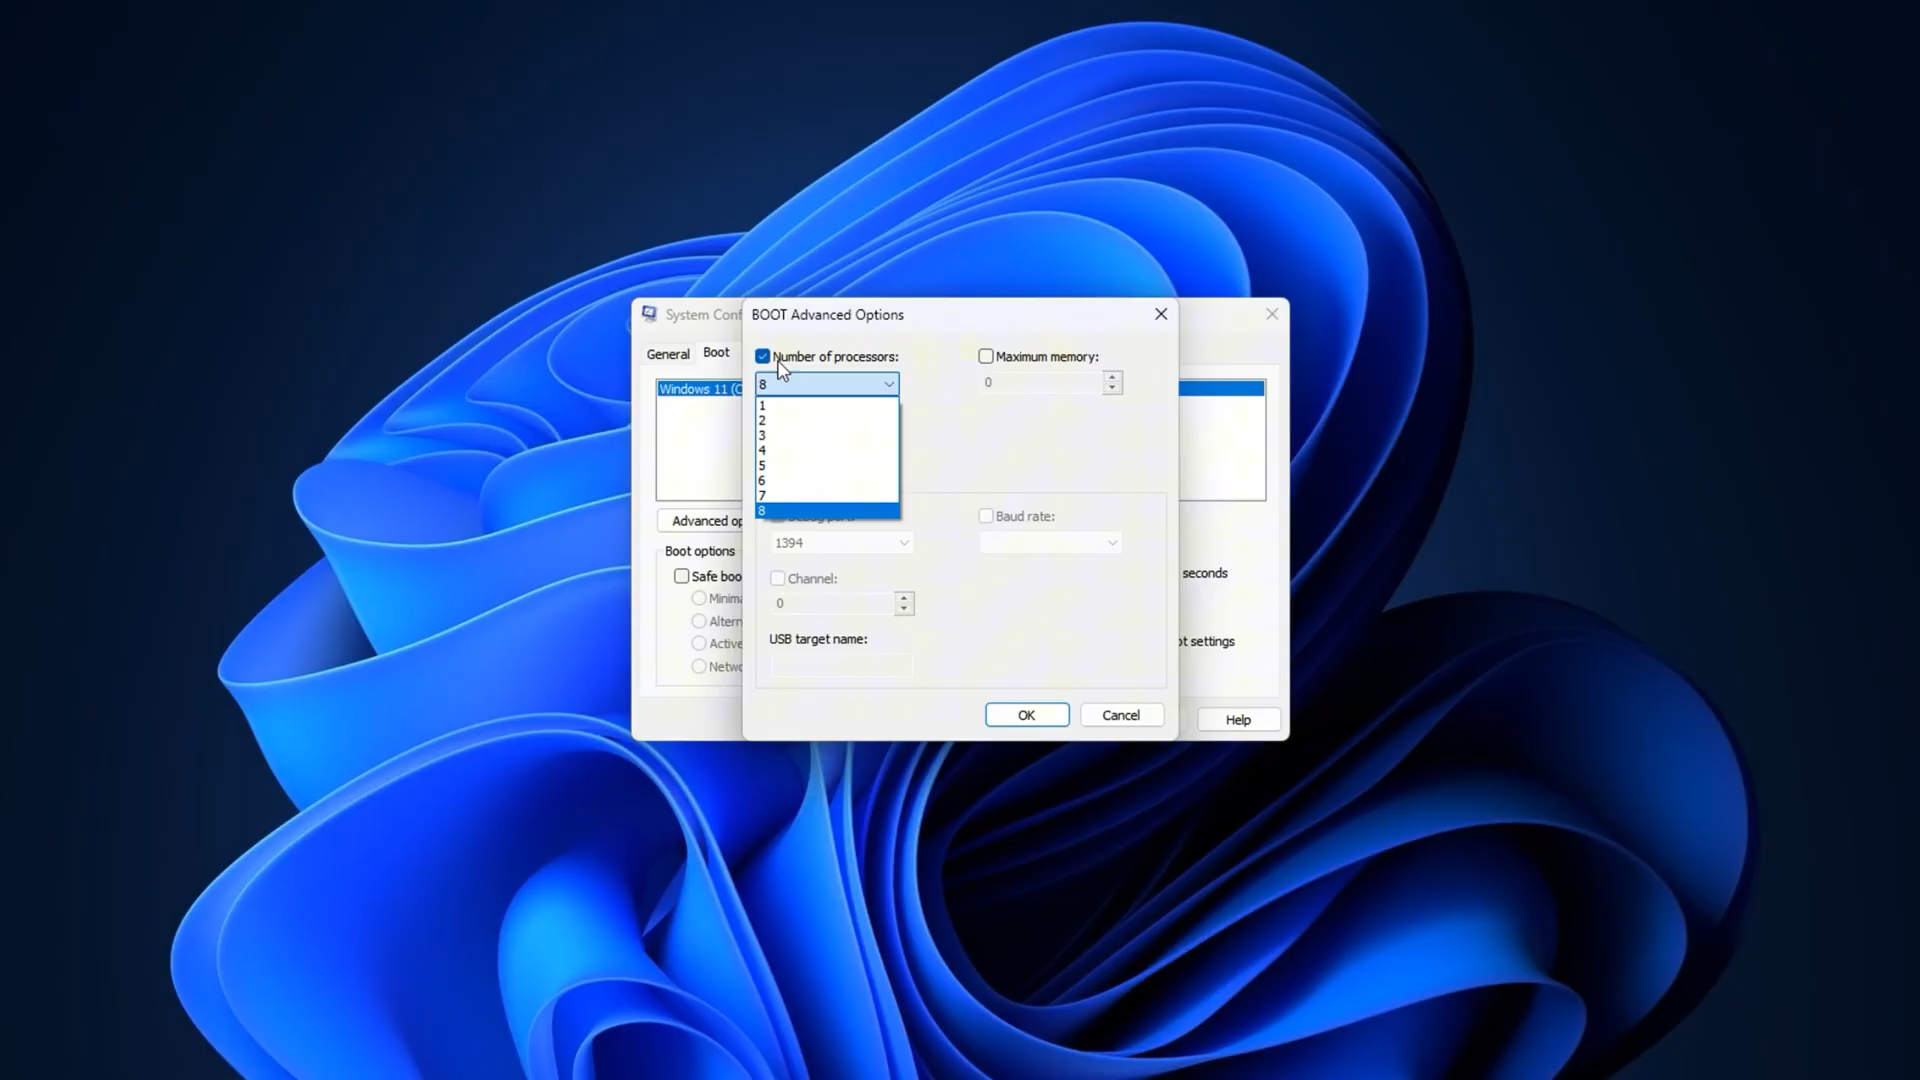 System Conf
BOOT Advanced Options
General
Boot
Number of processors:
Maximum memory:
8
0
Windows 11 (C
1
2
3
4
5
6
7
8
Advanced op
Baud rate:
1394
Boot options
Safe boo
Channel:
seconds
Minima
0
Altern
Active
USB target name:
ot settings
Netwo
OK
Cancel
Help